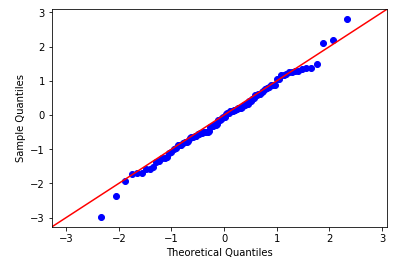 3
2
1
0
−1
−2
−3
Sample Quantiles
−3 −2 −1 0 1 2 3
Theoretical Quantiles